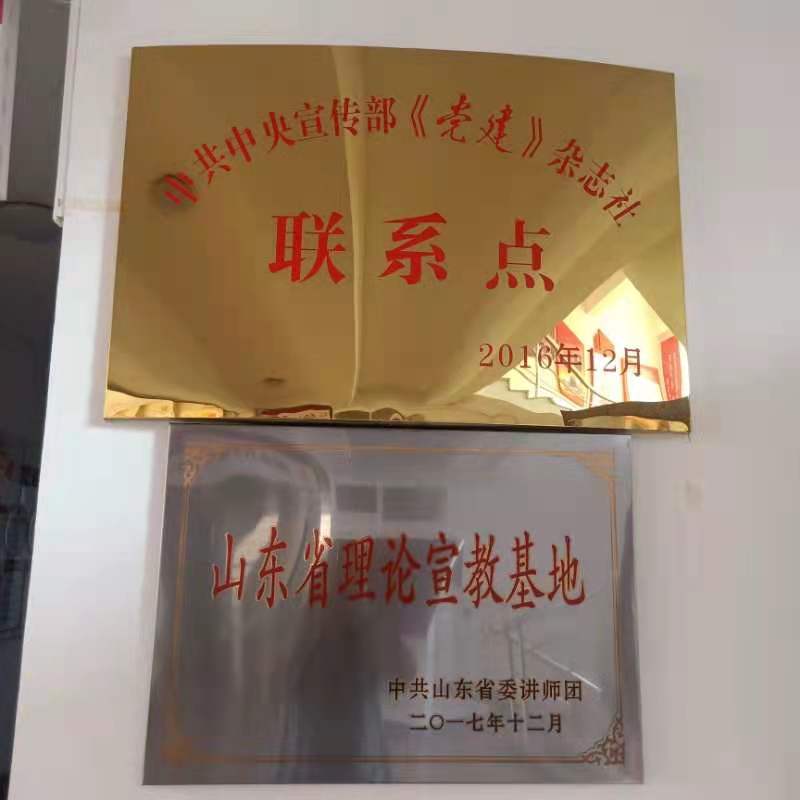 中共中央宣传部《党建》杂志社
联系点
2016年12月
山东省理论宣教基地
中共山东省委讲师团
二〇一七年十二月